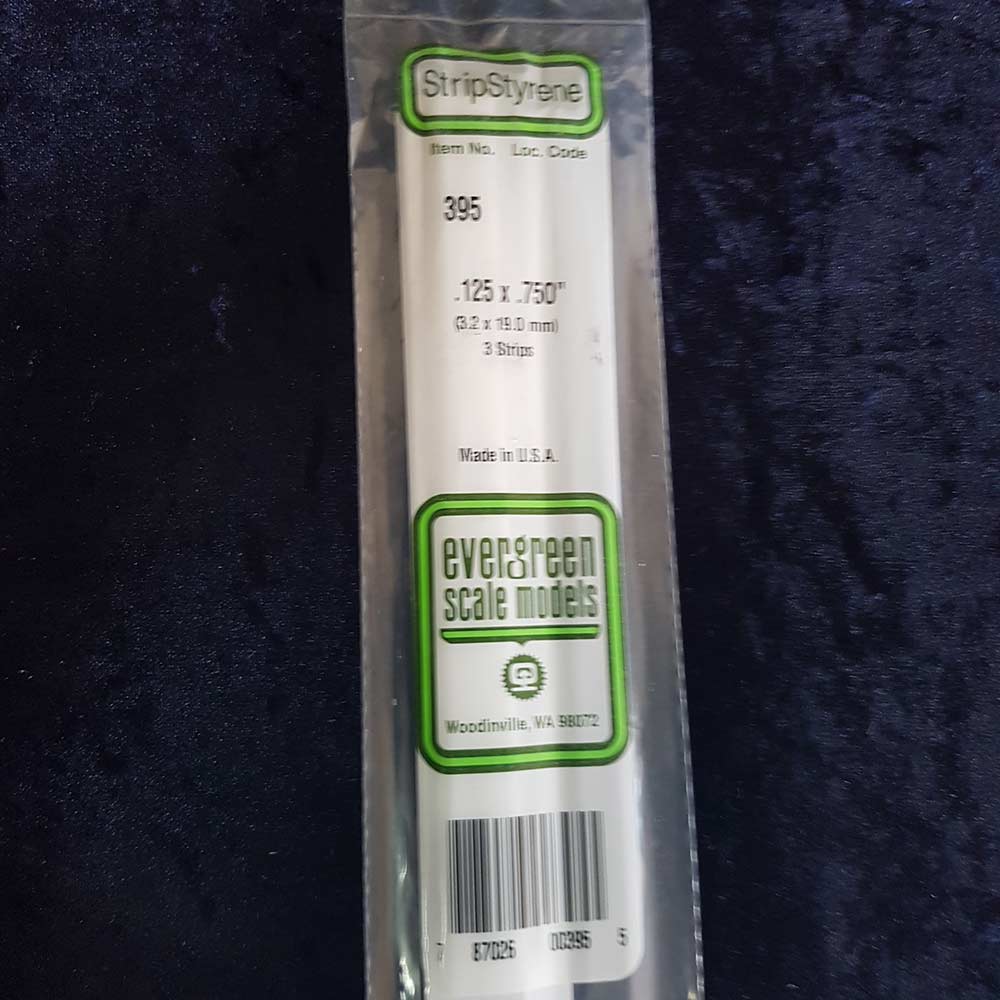 StripStyrene
Item No. Loc. Code
395
.125 x .750"
(3.2 x 19.0 mm)
3 Strips
Made in U.S.A.
evergreen
scale models
Woodinville, WA 98072
7 87026 00395 5